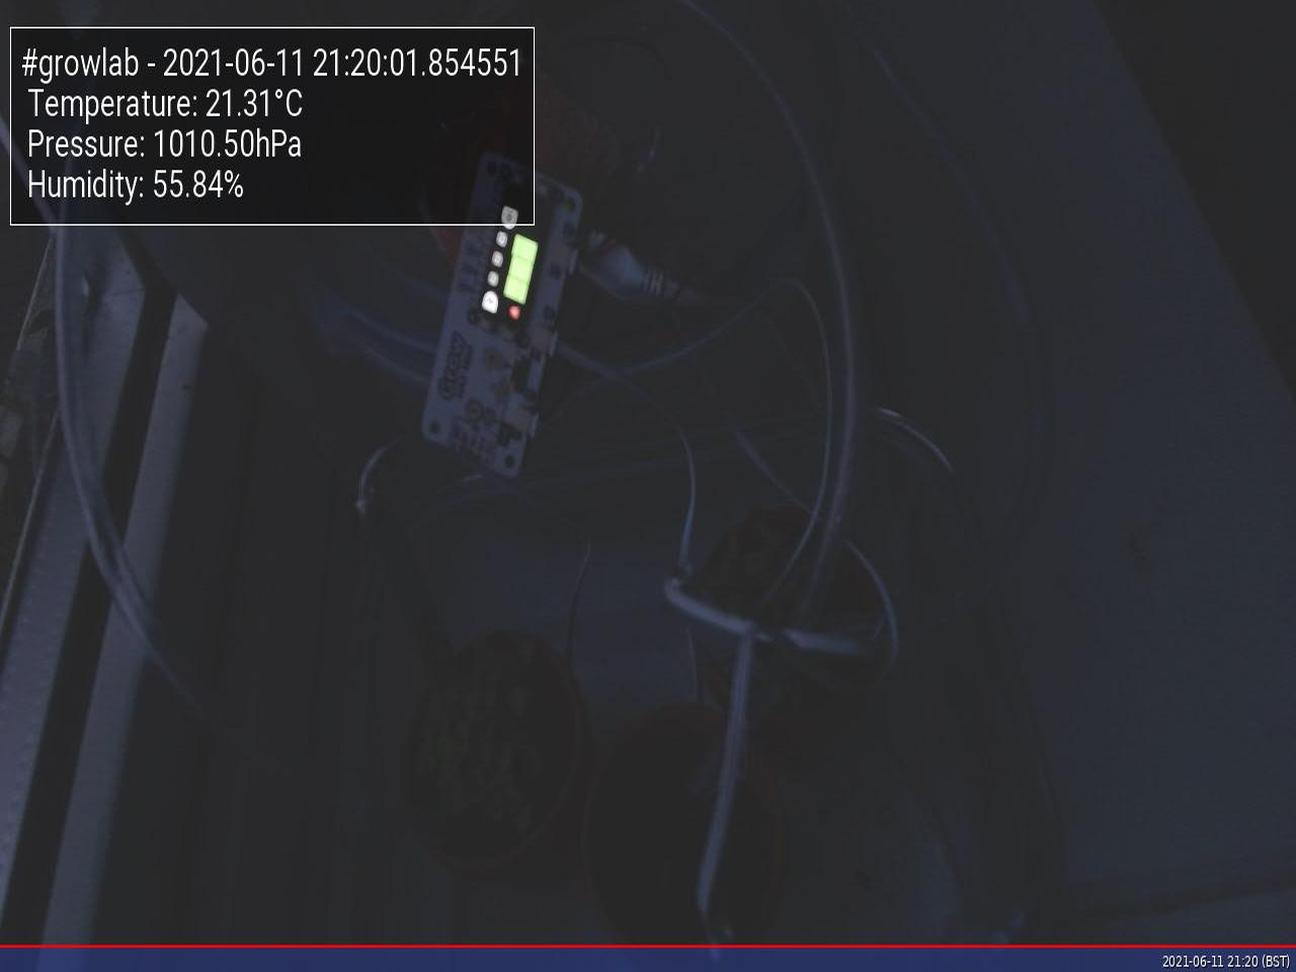 #growlab - 2021-06-11 21:20:01.854551
Temperature: 21.31°C
Pressure: 1010.50hPa
Humidity: 55.84%
2021-06-11 21:20 (BST)